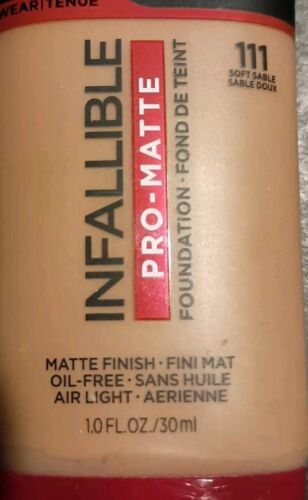 WEAR|TENUE
111
SOFT SABLE
SABLE DOUX
INFALLIBLE
PRO-MATTE
FOUNDATION · FOND DE TEINT
MATTE FINISH · FINI MAT
OIL-FREE · SANS HUILE
AIR LIGHT · AERIENNE
1.0 FL.OZ./30ml